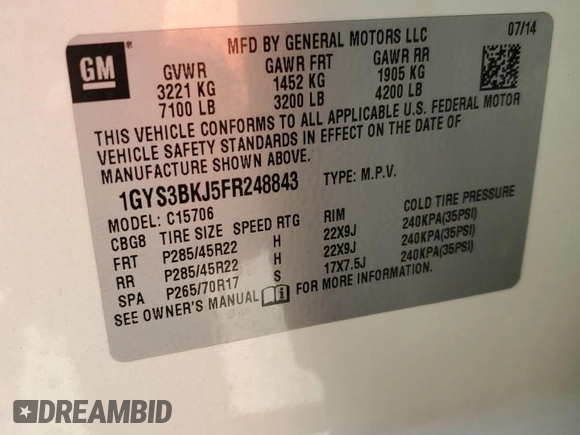 GM
MFD BY GENERAL MOTORS LLC 07/14
GVWR GAWR FRT GAWR RR
3221 KG 1452 KG 1905 KG
7100 LB 3200 LB 4200 LB
THIS VEHICLE CONFORMS TO ALL APPLICABLE U.S. FEDERAL MOTOR
VEHICLE SAFETY STANDARDS IN EFFECT ON THE DATE OF
MANUFACTURE SHOWN ABOVE.
1GYS3BKJ5FR248843 TYPE: M.P.V.
MODEL: C15706
CBG8 TIRE SIZE SPEED RTG RIM COLD TIRE PRESSURE
FRT P285/45R22 H 22X9J 240KPA(35PSI)
RR P285/45R22 H 22X9J 240KPA(35PSI)
SPA P265/70R17 S 17X7.5J 240KPA(35PSI)
SEE OWNER'S MANUAL FOR MORE INFORMATION.
DREAMBID